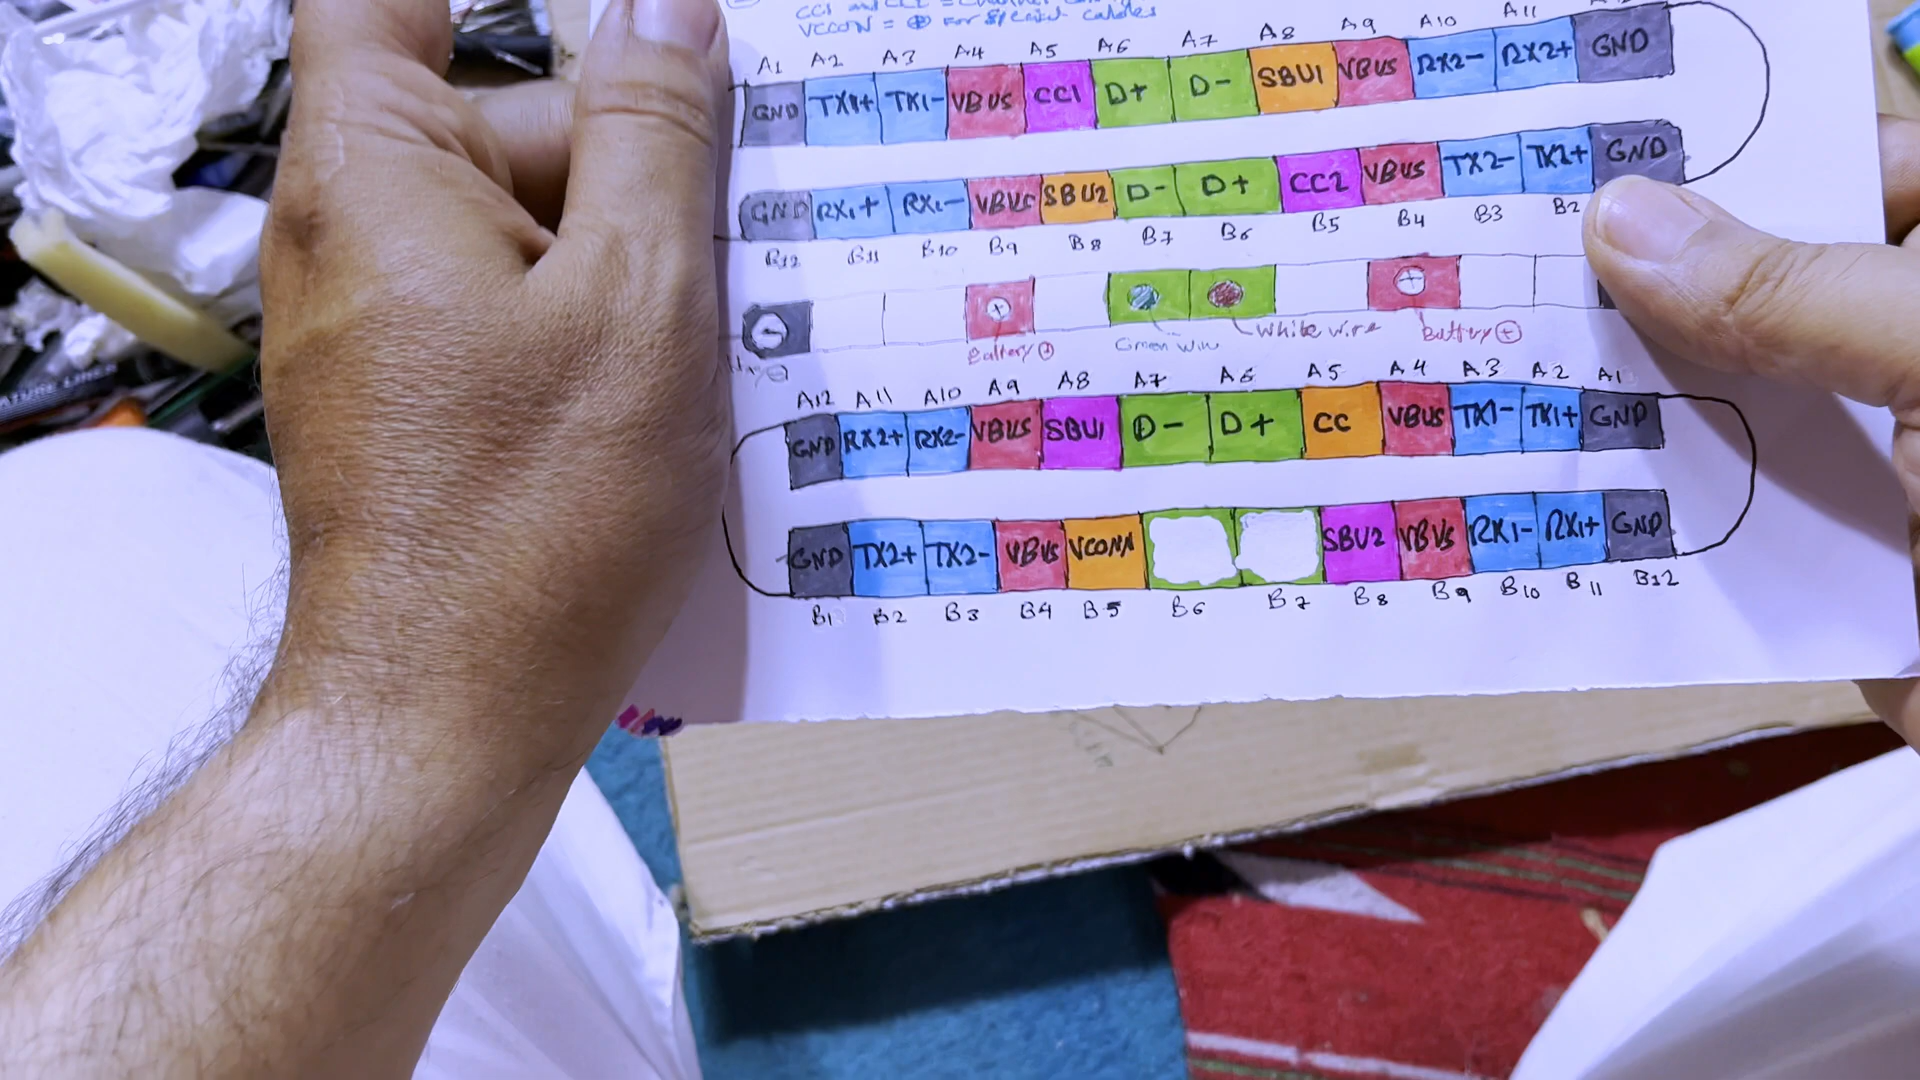 VCCON = + For Special cables
A1 A2 A3 A4 A5 A6 A7 A8 A9 A10 A11
GND TX1+ TX1- VBUS CC1 D+ D- SBU1 VBUS RX2- RX2+ GND
GND RX1+ RX1- VBUS SBU2 D- D+ CC2 VBUS TX2- TX2+ GND
B12 B11 B10 B9 B8 B7 B6 B5 B4 B3 B2
- + +
Battery + Green wire White wire Battery +
A12 A11 A10 A9 A8 A7 A6 A5 A4 A3 A2 A1
GND RX2+ RX2- VBUS SBU1 D- D+ CC VBUS TX1- TX1+ GND
GND TX2+ TX2- VBUS VCONN SBU2 VBUS RX1- RX1+ GND
B1 B2 B3 B4 B5 B6 B7 B8 B9 B10 B11 B12